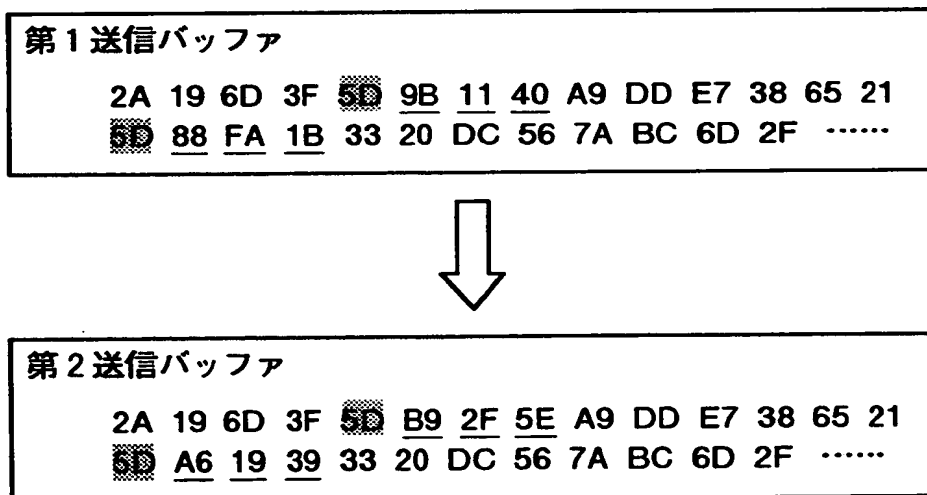 第1送信バッファ
2A 19 6D 3F 5D 9B 11 40 A9 DD E7 38 65 21
5D 88 FA 1B 33 20 DC 56 7A BC 6D 2F ……
第2送信バッファ
2A 19 6D 3F 5D B9 2F 5E A9 DD E7 38 65 21
5D A6 19 39 33 20 DC 56 7A BC 6D 2F ……